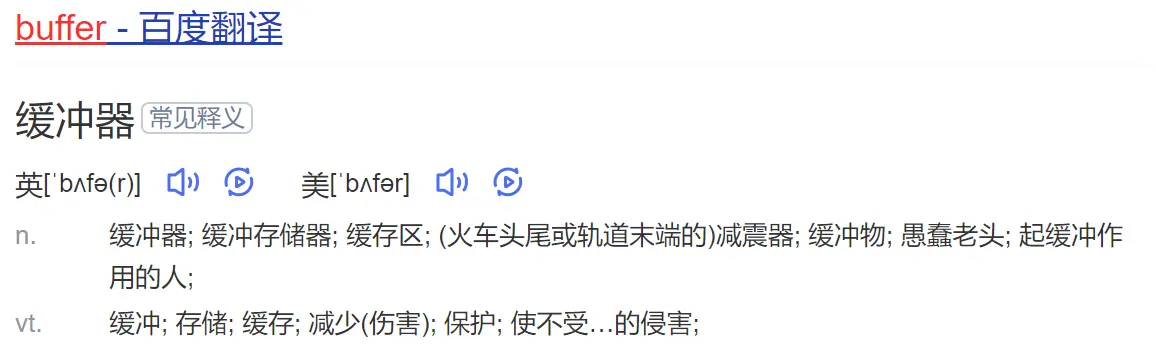 buffer - 百度翻译
缓冲器 常见释义
英[ˈbʌfə(r)] 美[ˈbʌfər]
n. 缓冲器; 缓冲存储器; 缓存区; (火车头尾或轨道末端的)减震器; 缓冲物; 愚蠢老头; 起缓冲作
用的人;
vt. 缓冲; 存储; 缓存; 减少(伤害); 保护; 使不受…的侵害;